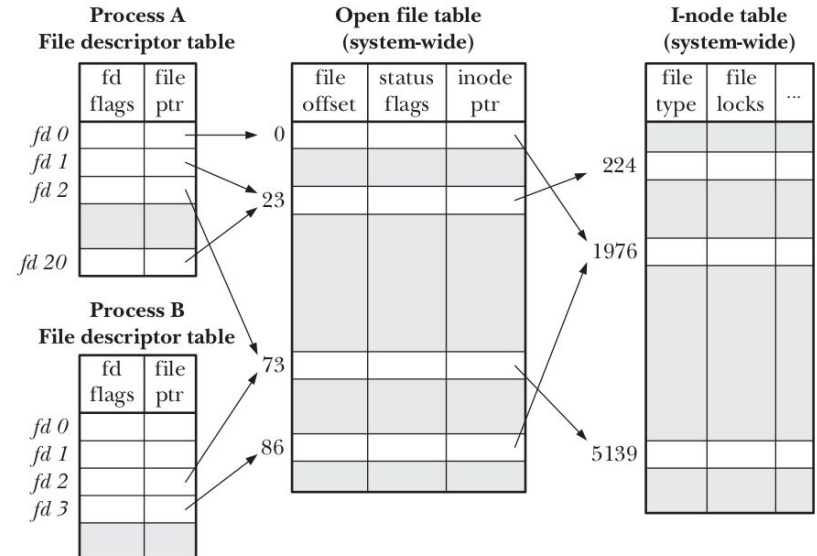 Process A
File descriptor table
fd flags
file ptr
fd 0
fd 1
fd 2
fd 20
Process B
File descriptor table
fd flags
file ptr
fd 0
fd 1
fd 2
fd 3
Open file table
(system-wide)
file offset
status flags
inode ptr
0
23
73
86
I-node table
(system-wide)
file type
file locks
...
224
1976
5139